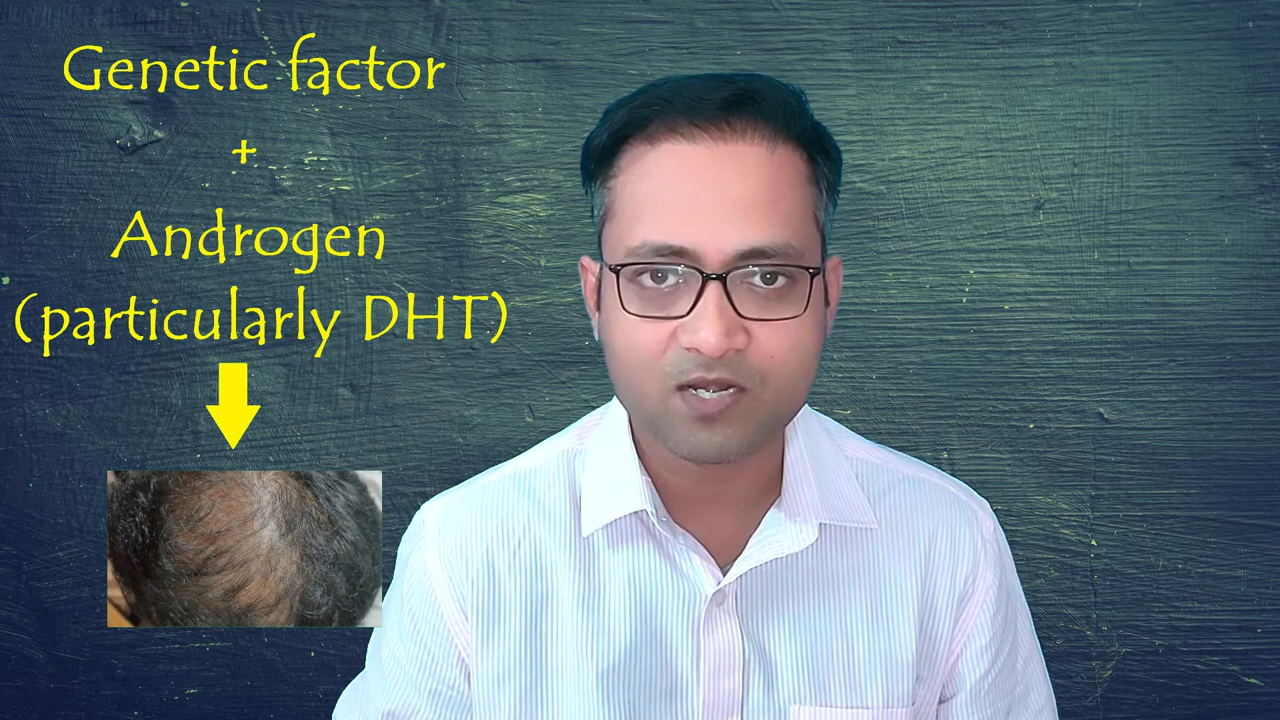 Genetic factor
+
Androgen
(particularly DHT)